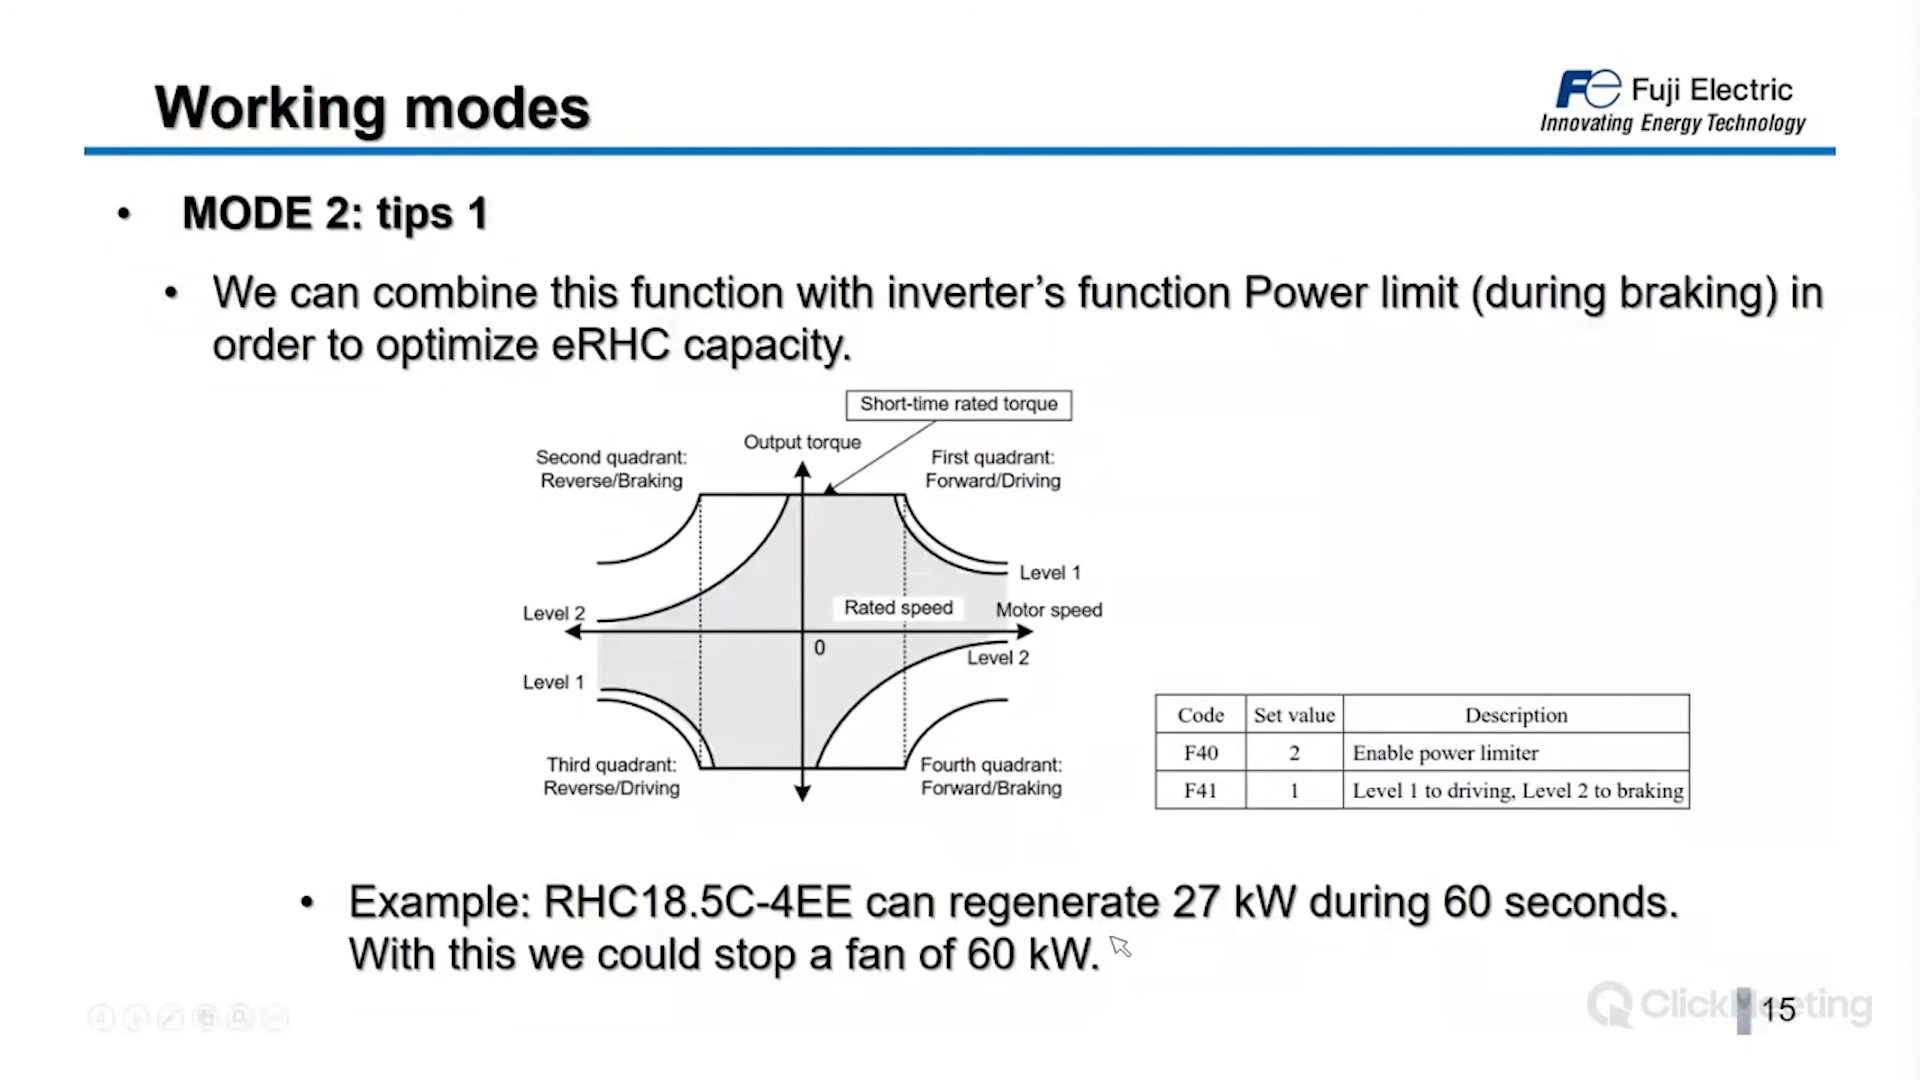 Working modes
Fe Fuji Electric
Innovating Energy Technology
• MODE 2: tips 1
• We can combine this function with inverter’s function Power limit (during braking) in
order to optimize eRHC capacity.
Short-time rated torque
Output torque
Second quadrant:
Reverse/Braking
First quadrant:
Forward/Driving
Level 1
Level 2
Rated speed
Motor speed
0
Level 2
Level 1
Third quadrant:
Reverse/Driving
Fourth quadrant:
Forward/Braking
Code Set value Description
F40 2 Enable power limiter
F41 1 Level 1 to driving, Level 2 to braking
• Example: RHC18.5C-4EE can regenerate 27 kW during 60 seconds.
With this we could stop a fan of 60 kW.
ClickMeeting
15